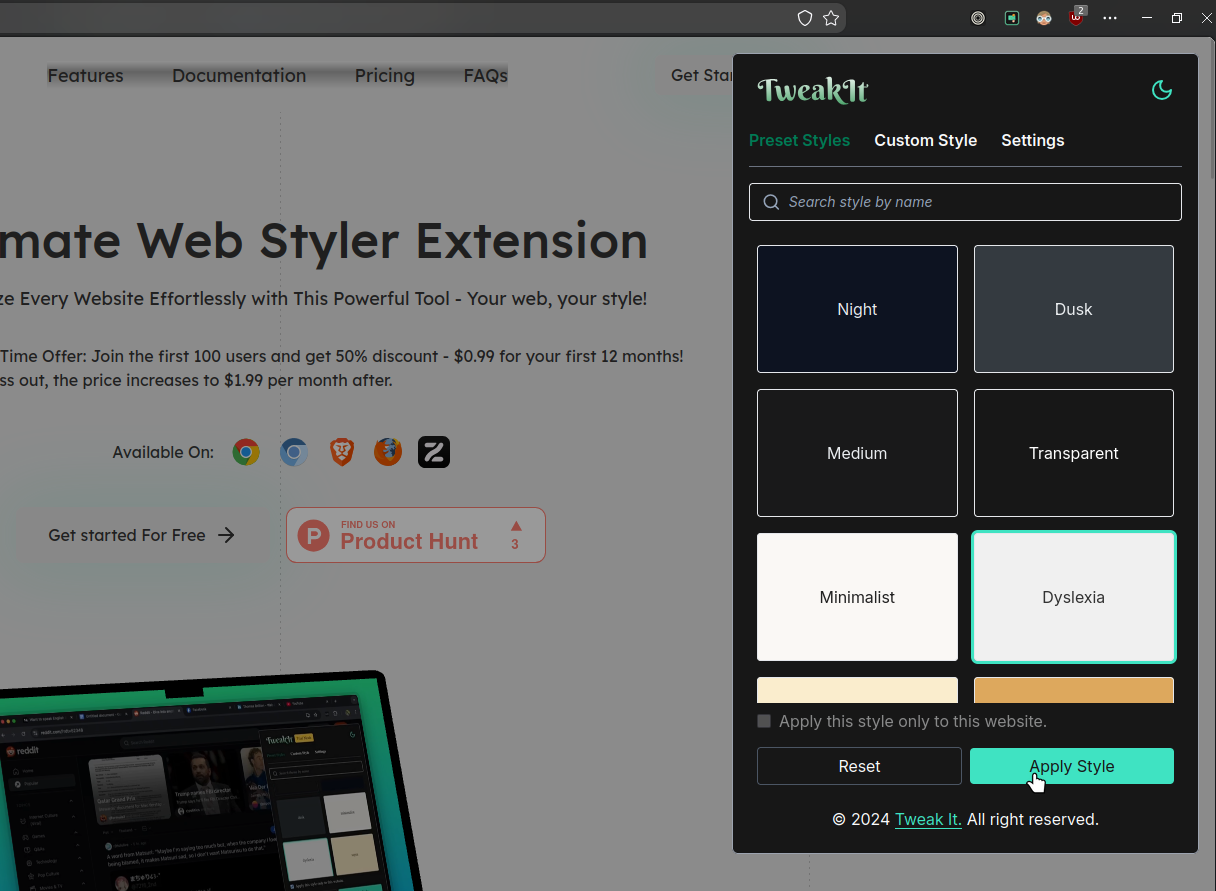 2
Features Documentation Pricing FAQs
Get Star
TweakIt
Preset Styles Custom Style Settings
Search style by name
mate Web Styler Extension
ze Every Website Effortlessly with This Powerful Tool - Your web, your style!
Time Offer: Join the first 100 users and get 50% discount - $0.99 for your first 12 months!
ss out, the price increases to $1.99 per month after.
Available On:
Get started For Free
FIND US ON
Product Hunt
3
Night
Dusk
Medium
Transparent
Minimalist
Dyslexia
Apply this style only to this website.
Reset
Apply Style
© 2024 Tweak It. All right reserved.
reddit
TweakIt